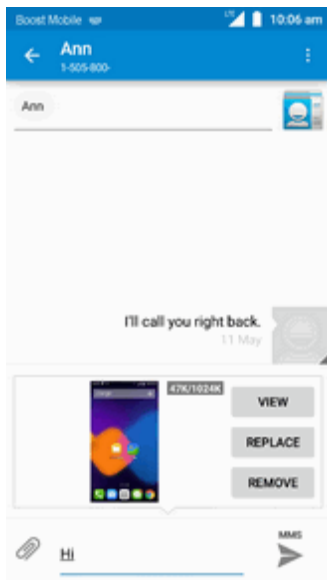 Boost Mobile LTE 10:06 am
Ann
1-505-800-
Ann
I'll call you right back.
11 May
47K/1024K
VIEW
REPLACE
REMOVE
MMS
Hi